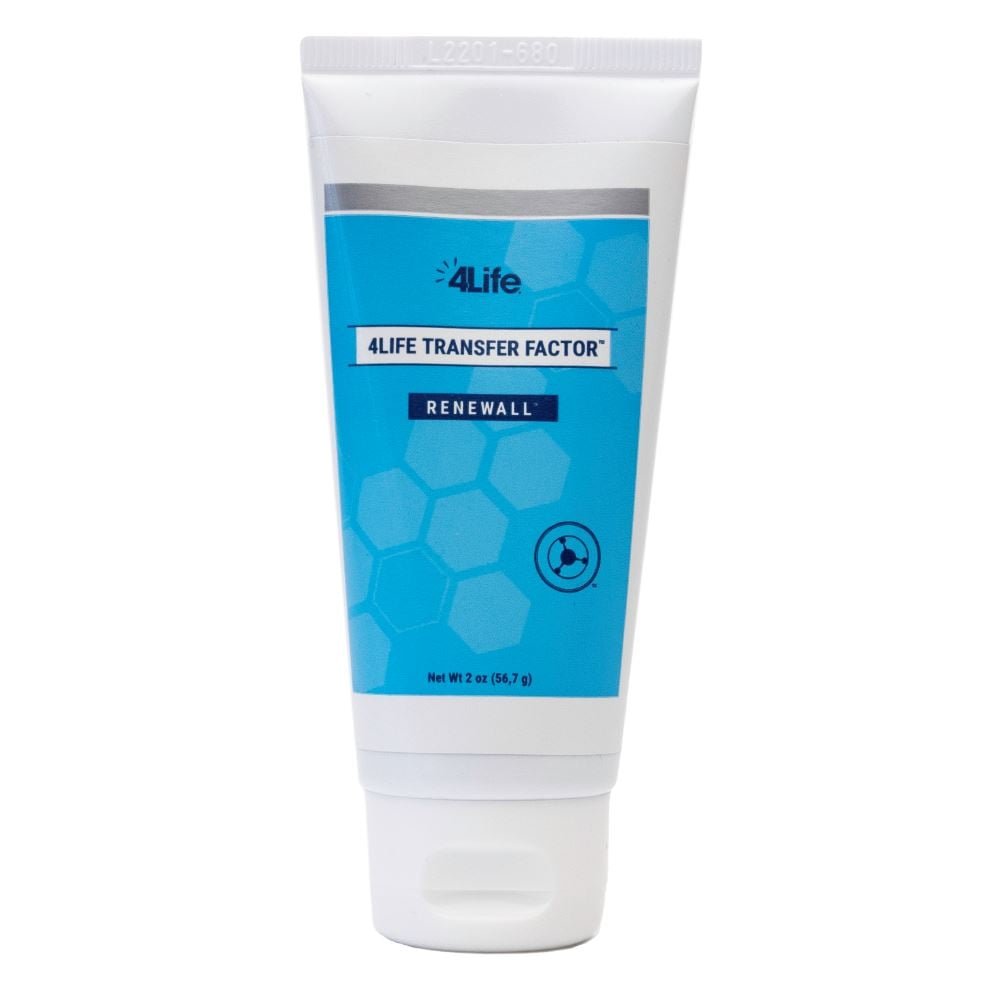 L2201-680
4Life
4LIFE TRANSFER FACTOR™
RENEWALL™
Net Wt 2 oz (56,7 g)